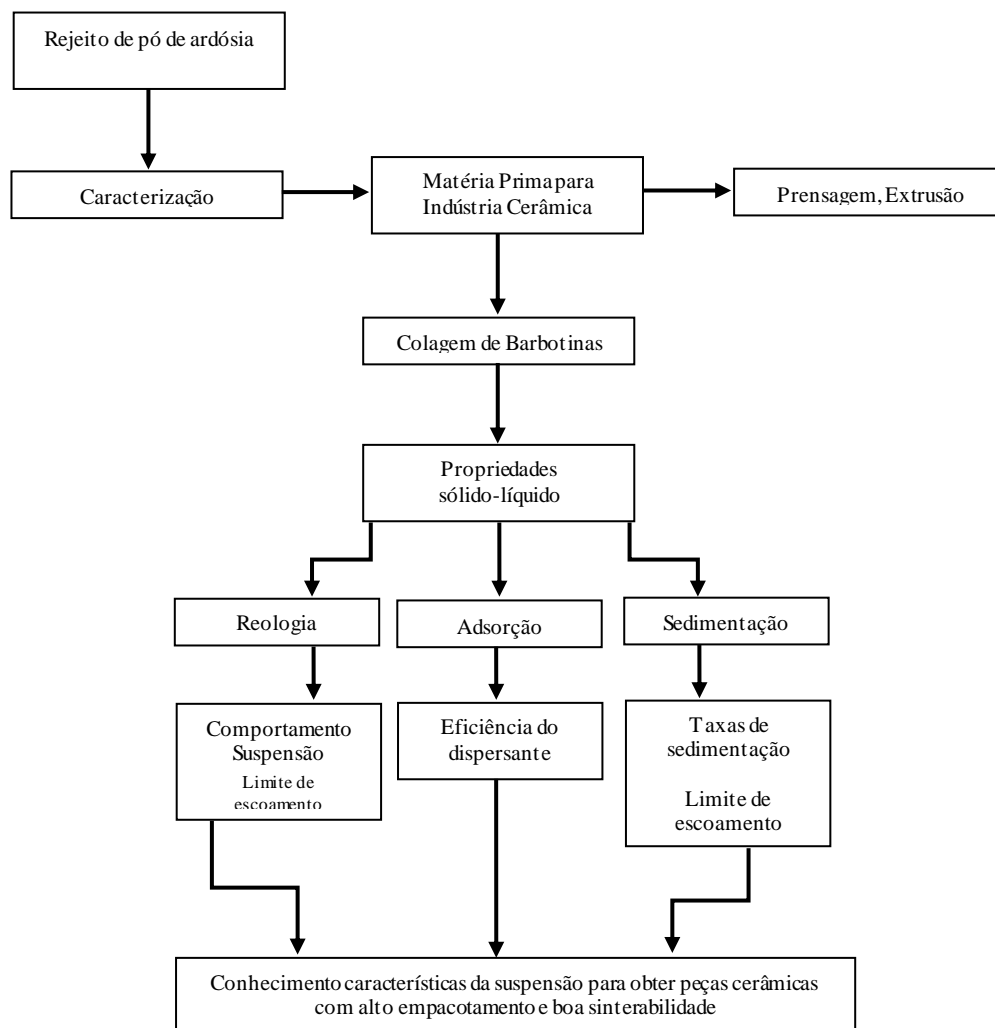 Rejeito de pó de ardósia
Caracterização
Matéria Prima para
Indústria Cerâmica
Prensagem, Extrusão
Colagem de Barbotinas
Propriedades
sólido-líquido
Reologia
Adsorção
Sedimentação
Comportamento
Suspensão
Limite de
escoamento
Eficiência do
dispersante
Taxas de
sedimentação
Limite de
escoamento
Conhecimento características da suspensão para obter peças cerâmicas
com alto empacotamento e boa sinterabilidade